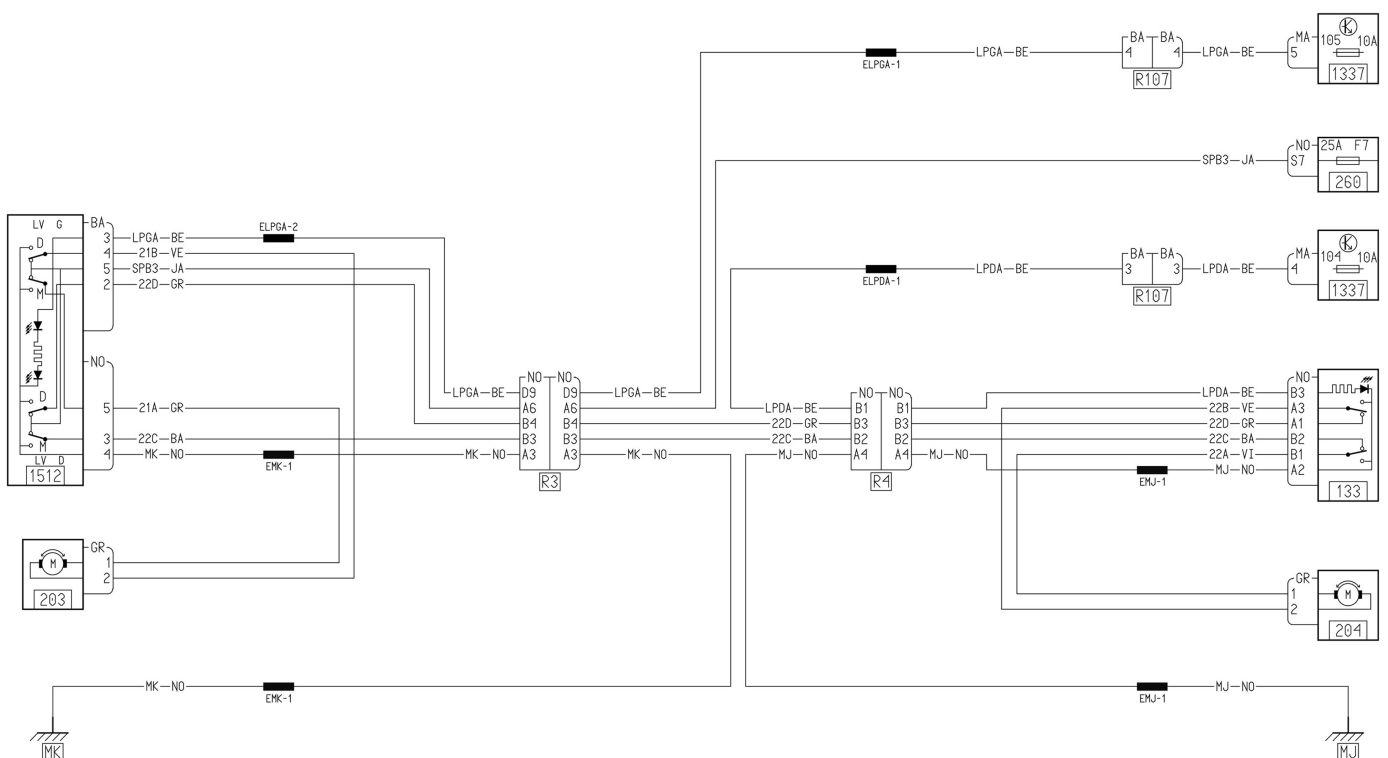 MA
105 10A
BA BA
LPGA-BE 4 4 LPGA-BE 5
ELPGA-1
R107
1337
NO 25A F7
SPB3-JA S7
260
LV G
BA
ELPGA-2
3 LPGA-BE
D
4 21B-VE
5 SPB3-JA
M
2 22D-GR
MA
104 10A
BA BA
LPDA-BE 3 3 LPDA-BE 4
ELPDA-1
R107
1337
NO
NO NO
LPGA-BE D9 D9 LPGA-BE
A6 A6
B4 B4
B3 B3
MK-NO A3 A3 MK-NO
R3
D
5 21A-GR
3 22C-BA
M
4 MK-NO
EMK-1
LV D
1512
NO NO
LPDA-BE B1 B1
22D-GR B3 B3
22C-BA B2 B2
MJ-NO A4 A4 MJ-NO
R4
NO
LPDA-BE B3
22B-VE A3
22D-GR A1
22C-BA B2
22A-VI B1
MJ-NO A2
EMJ-1
133
GR
M
1
2
203
GR
1
M
2
204
MK-NO
EMK-1
MK
MJ-NO
EMJ-1
MJ